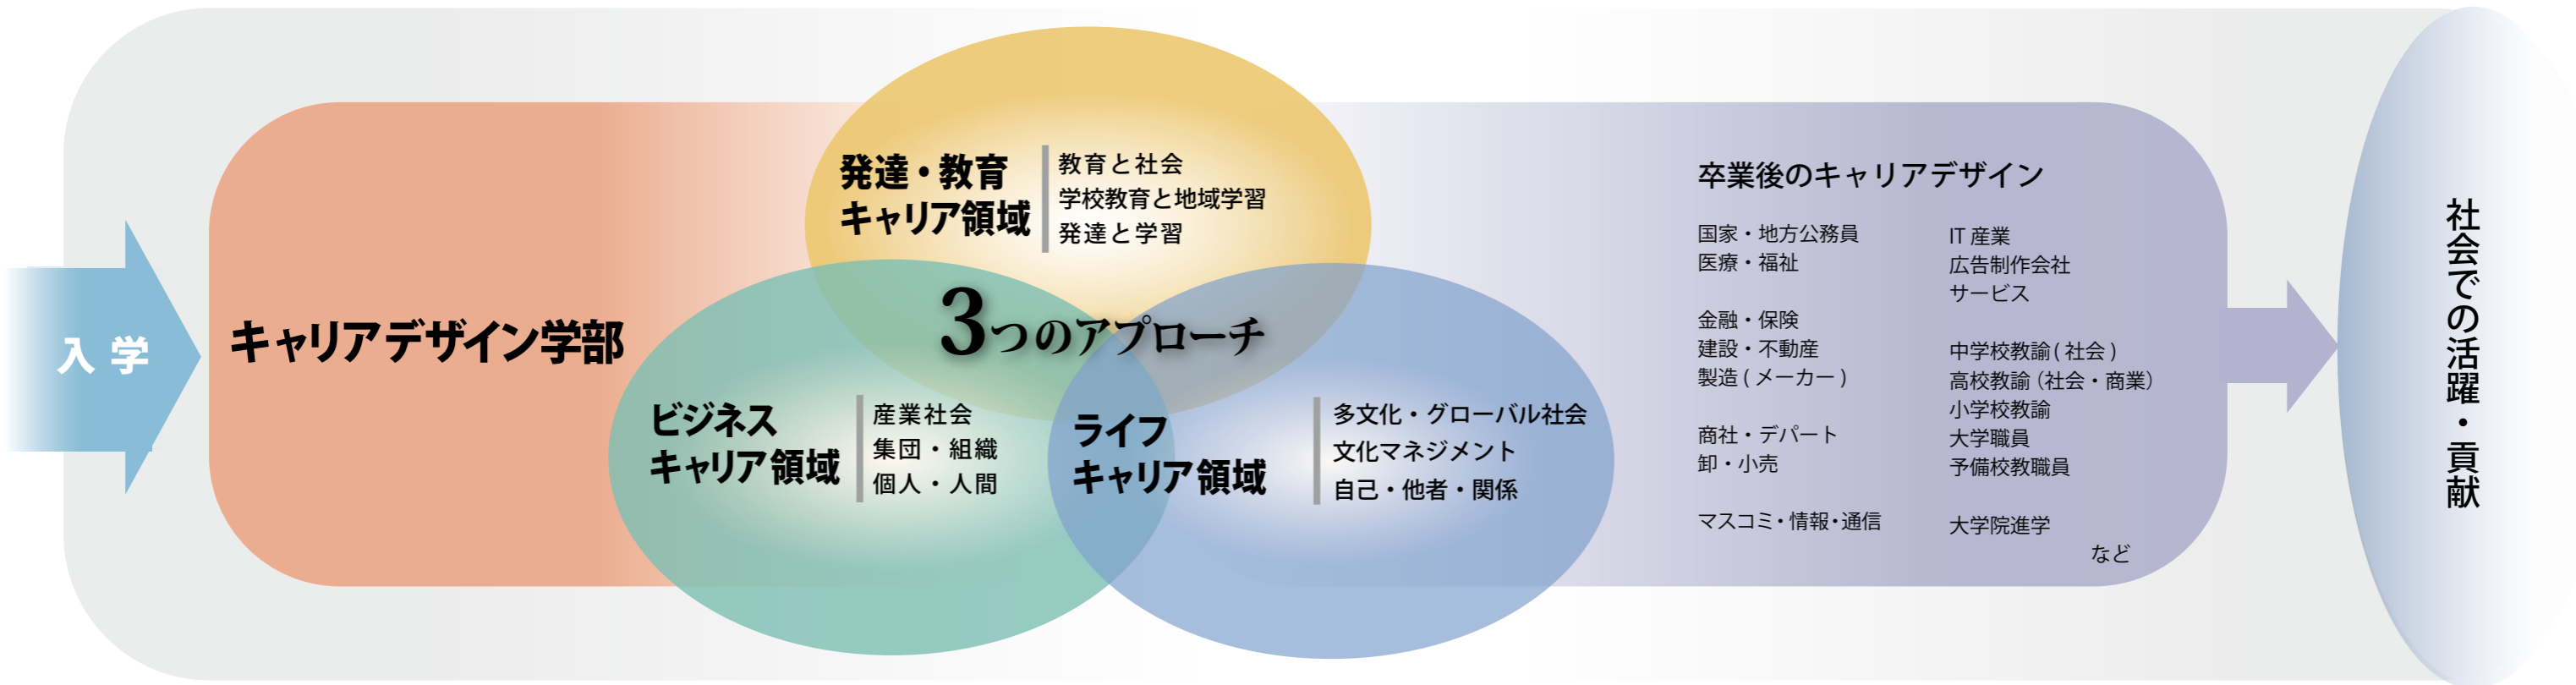 入学
キャリアデザイン学部
3つのアプローチ
発達・教育
キャリア領域
教育と社会
学校教育と地域学習
発達と学習
ビジネス
キャリア領域
産業社会
集団・組織
個人・人間
ライフ
キャリア領域
多文化・グローバル社会
文化マネジメント
自己・他者・関係
卒業後のキャリアデザイン
国家・地方公務員
医療・福祉
金融・保険
建設・不動産
製造(メーカー)
商社・デパート
卸・小売
マスコミ・情報・通信
IT産業
広告制作会社
サービス
中学校教諭(社会)
高校教諭(社会・商業)
小学校教諭
大学職員
予備校教職員
大学院進学
など
社会での活躍・貢献